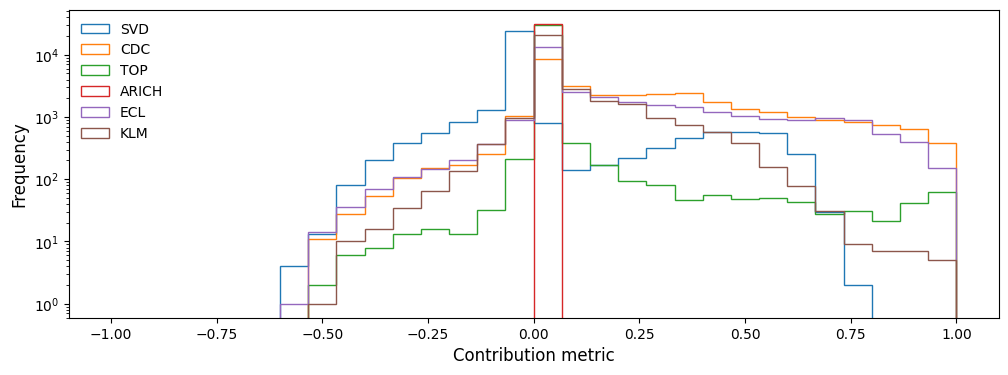 SVD
CDC
TOP
ARICH
ECL
KLM
Frequency
10⁴
10³
10²
10¹
10⁰
−1.00 −0.75 −0.50 −0.25 0.00 0.25 0.50 0.75 1.00
Contribution metric